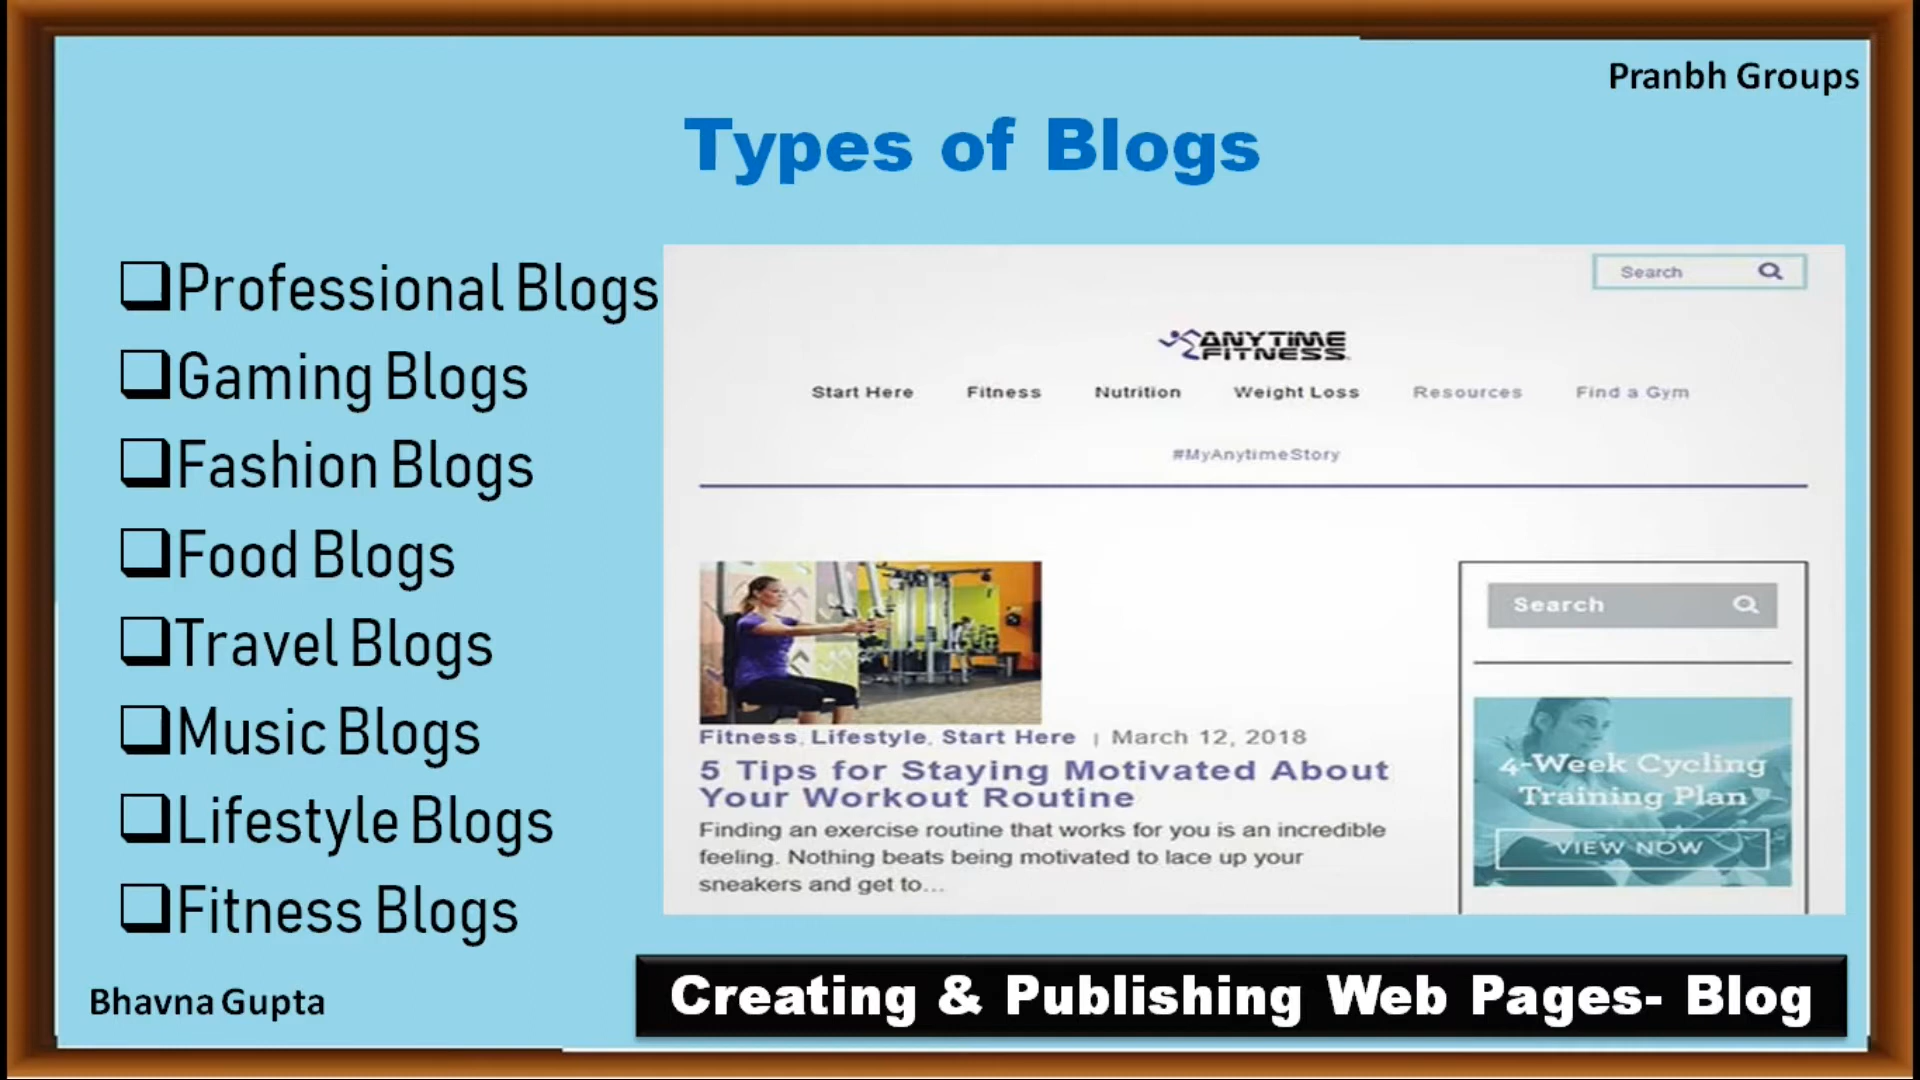 Pranbh Groups
Types of Blogs
Professional Blogs
Gaming Blogs
Fashion Blogs
Food Blogs
Travel Blogs
Music Blogs
Lifestyle Blogs
Fitness Blogs
Search
ANYTIME
FITNESS
Start Here Fitness Nutrition Weight Loss Resources Find a Gym
#MyAnytimeStory
Fitness, Lifestyle, Start Here | March 12, 2018
5 Tips for Staying Motivated About
Your Workout Routine
Finding an exercise routine that works for you is an incredible
feeling. Nothing beats being motivated to lace up your
sneakers and get to...
Search
4-Week Cycling
Training Plan
VIEW NOW
Bhavna Gupta
Creating & Publishing Web Pages- Blog